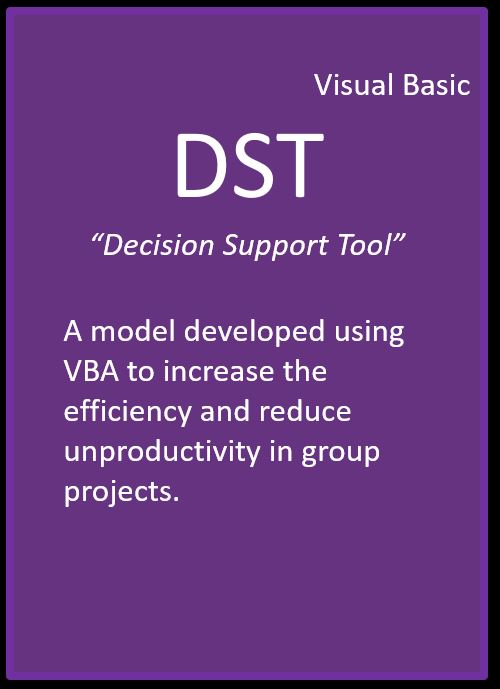 Visual Basic
DST
“Decision Support Tool”
A model developed using
VBA to increase the
efficiency and reduce
unproductivity in group
projects.